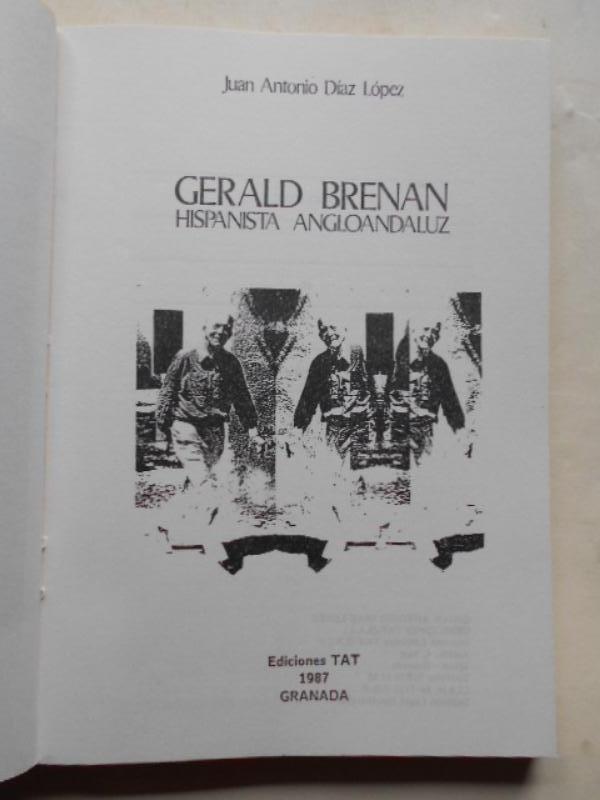 Juan Antonio Díaz López
GERALD BRENAN
HISPANISTA ANGLOANDALUZ
Ediciones TAT
1987
GRANADA